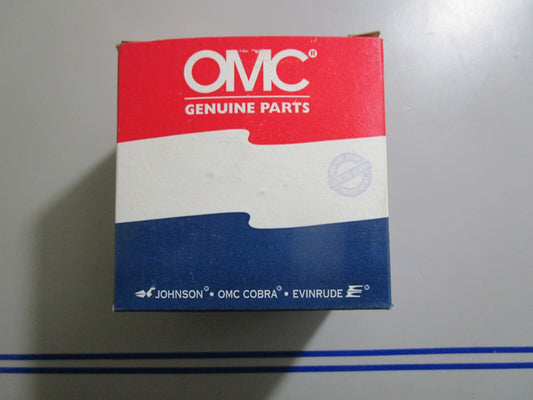 OMC®
GENUINE PARTS
JOHNSON® • OMC COBRA® • EVINRUDE ®